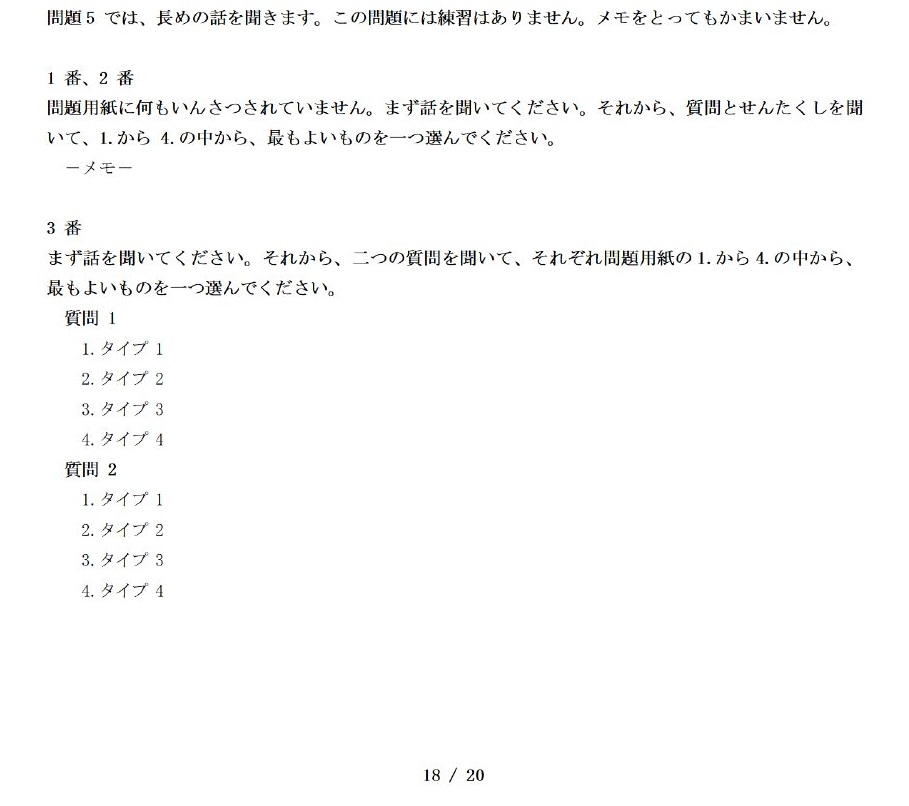 問題5 では、長めの話を聞きます。この問題には練習はありません。メモをとってもかまいません。
1 番、2 番
問題用紙に何もいんさつされていません。まず話を聞いてください。それから、質問とせんたくしを聞
いて、1.から 4.の中から、最もよいものを一つ選んでください。
－メモ－
3 番
まず話を聞いてください。それから、二つの質問を聞いて、それぞれ問題用紙の 1.から 4.の中から、
最もよいものを一つ選んでください。
質問 1
1.タイプ 1
2.タイプ 2
3.タイプ 3
4.タイプ 4
質問 2
1.タイプ 1
2.タイプ 2
3.タイプ 3
4.タイプ 4
18 / 20